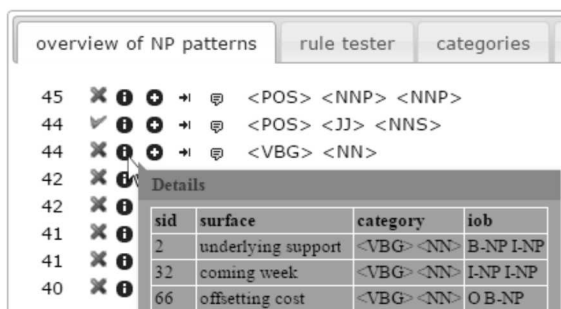 overview of NP patterns rule tester categories
45 <POS> <NNP> <NNP>
44 <POS> <JJ> <NNS>
44 <VBG> <NN>
42 Details
42 sid surface category iob
41 2 underlying support <VBG> <NN> B-NP I-NP
41 32 coming week <VBG> <NN> I-NP I-NP
40 66 offsetting cost <VBG> <NN> O B-NP